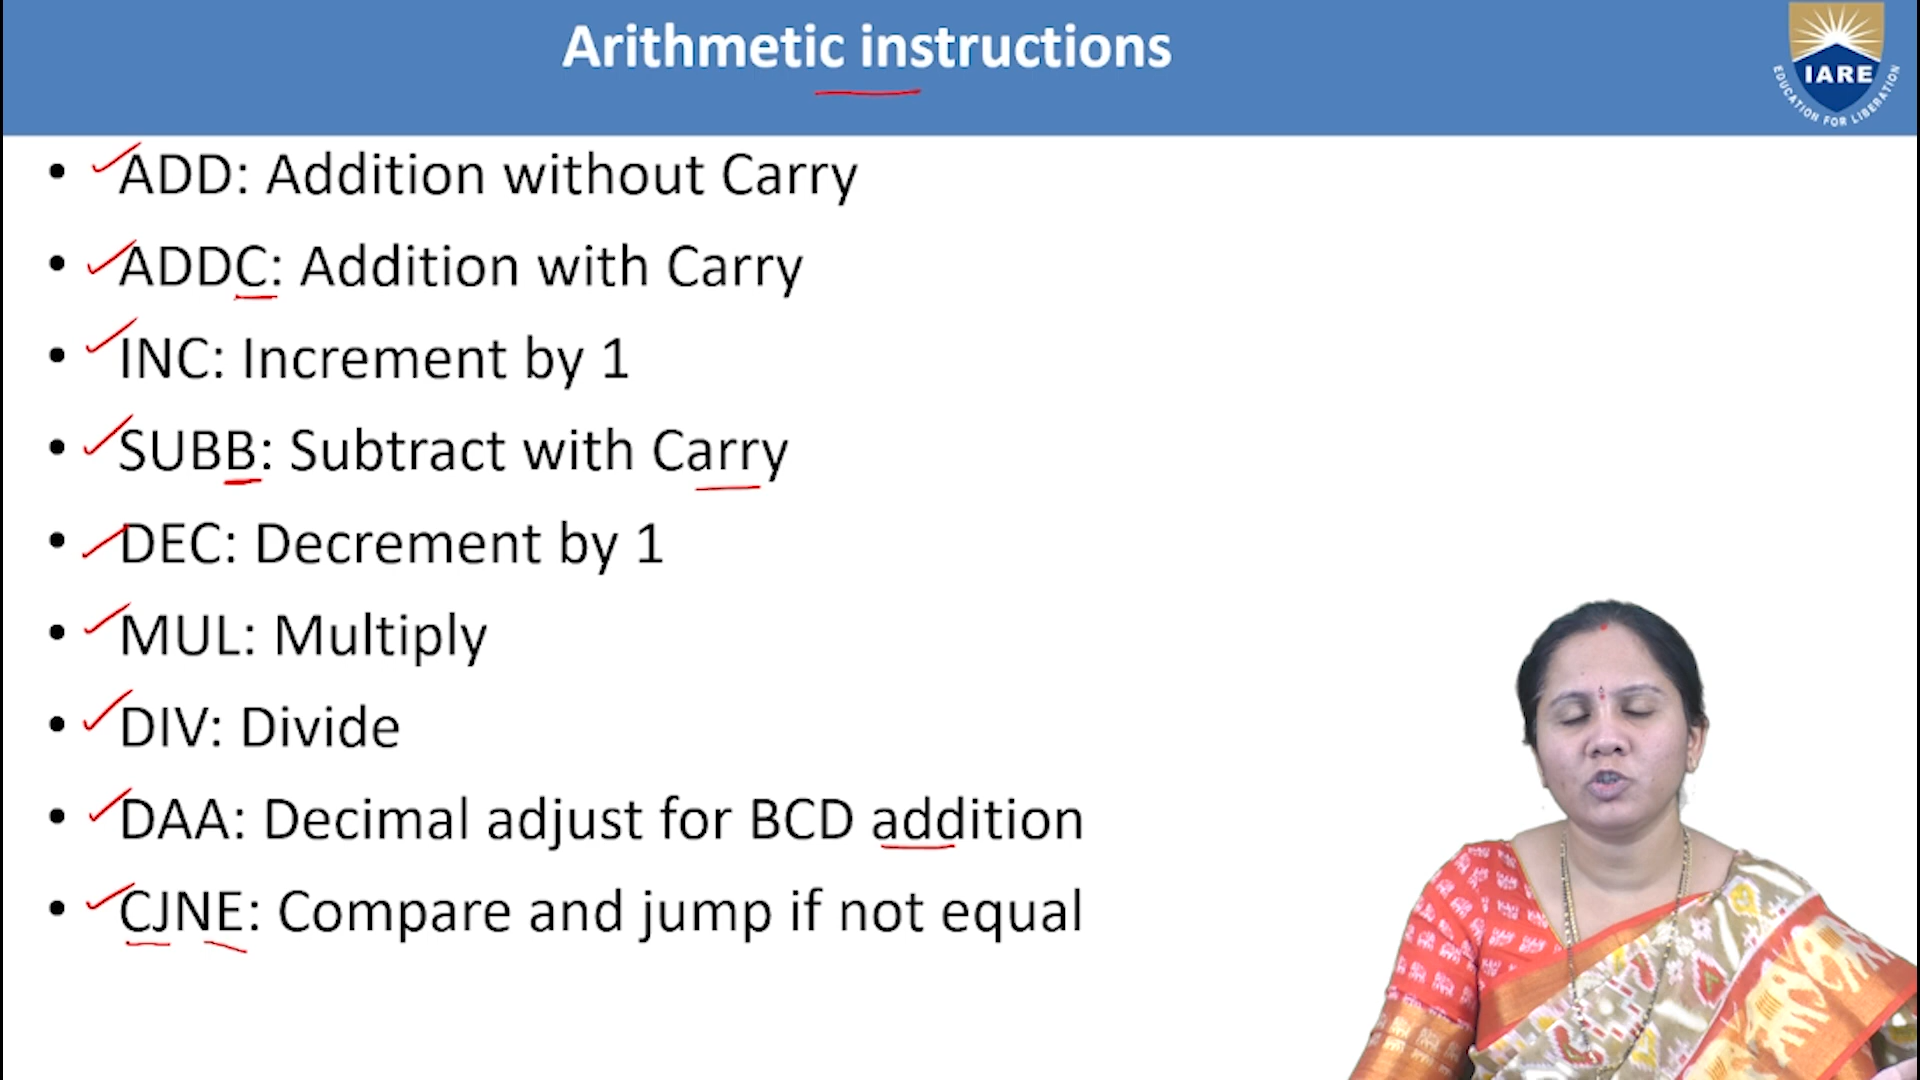 Arithmetic instructions
IARE
EDUCATION FOR LIBERATION
• ADD: Addition without Carry
• ADDC: Addition with Carry
• INC: Increment by 1
• SUBB: Subtract with Carry
• DEC: Decrement by 1
• MUL: Multiply
• DIV: Divide
• DAA: Decimal adjust for BCD addition
• CJNE: Compare and jump if not equal